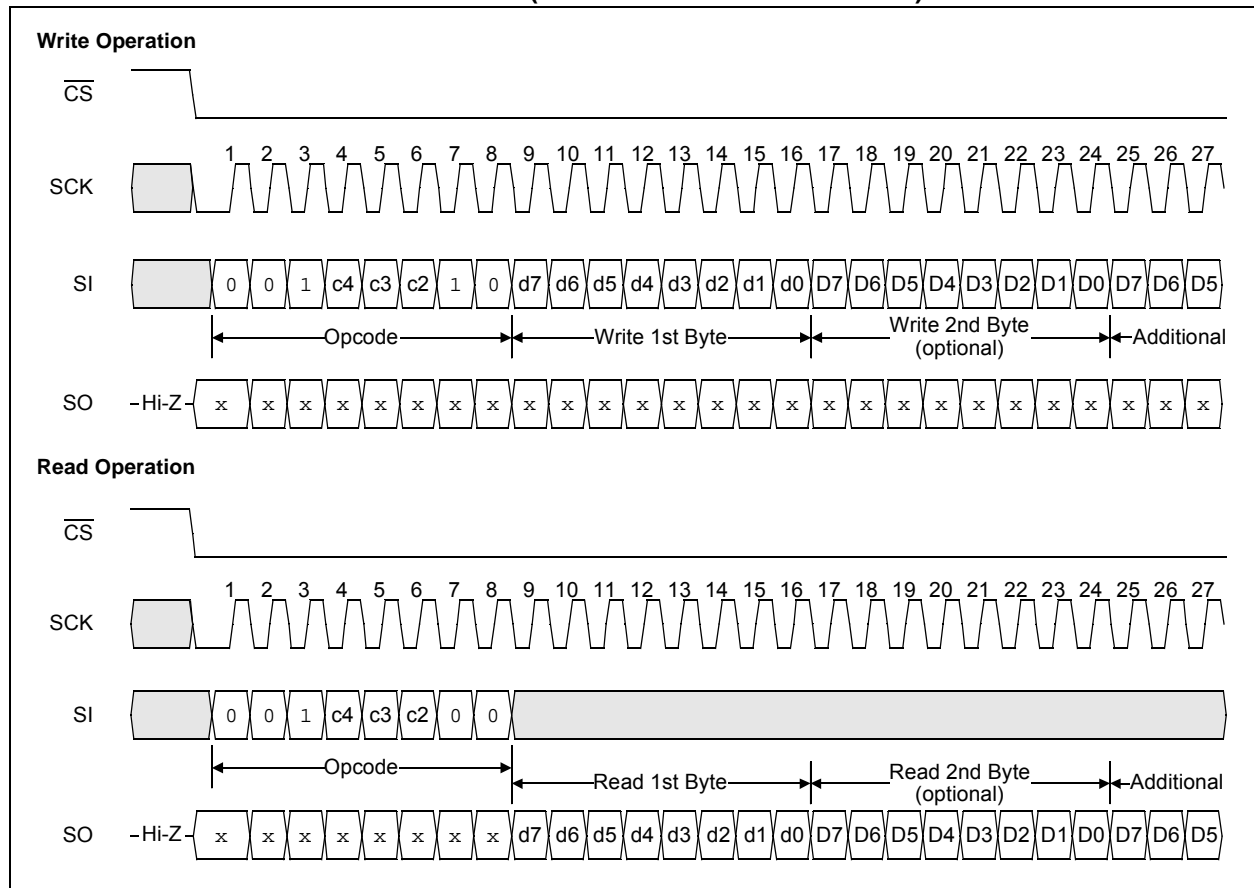 Write Operation
CS
1 2 3 4 5 6 7 8 9 10 11 12 13 14 15 16 17 18 19 20 21 22 23 24 25 26 27
SCK
SI 0 0 1 c4 c3 c2 1 0 d7 d6 d5 d4 d3 d2 d1 d0 D7 D6 D5 D4 D3 D2 D1 D0 D7 D6 D5
Opcode Write 1st Byte Write 2nd Byte (optional) Additional
SO Hi-Z x x x x x x x x x x x x x x x x x x x x x x x x x x x
Read Operation
CS
1 2 3 4 5 6 7 8 9 10 11 12 13 14 15 16 17 18 19 20 21 22 23 24 25 26 27
SCK
SI 0 0 1 c4 c3 c2 0 0
Opcode Read 1st Byte Read 2nd Byte (optional) Additional
SO Hi-Z x x x x x x x x d7 d6 d5 d4 d3 d2 d1 d0 D7 D6 D5 D4 D3 D2 D1 D0 D7 D6 D5